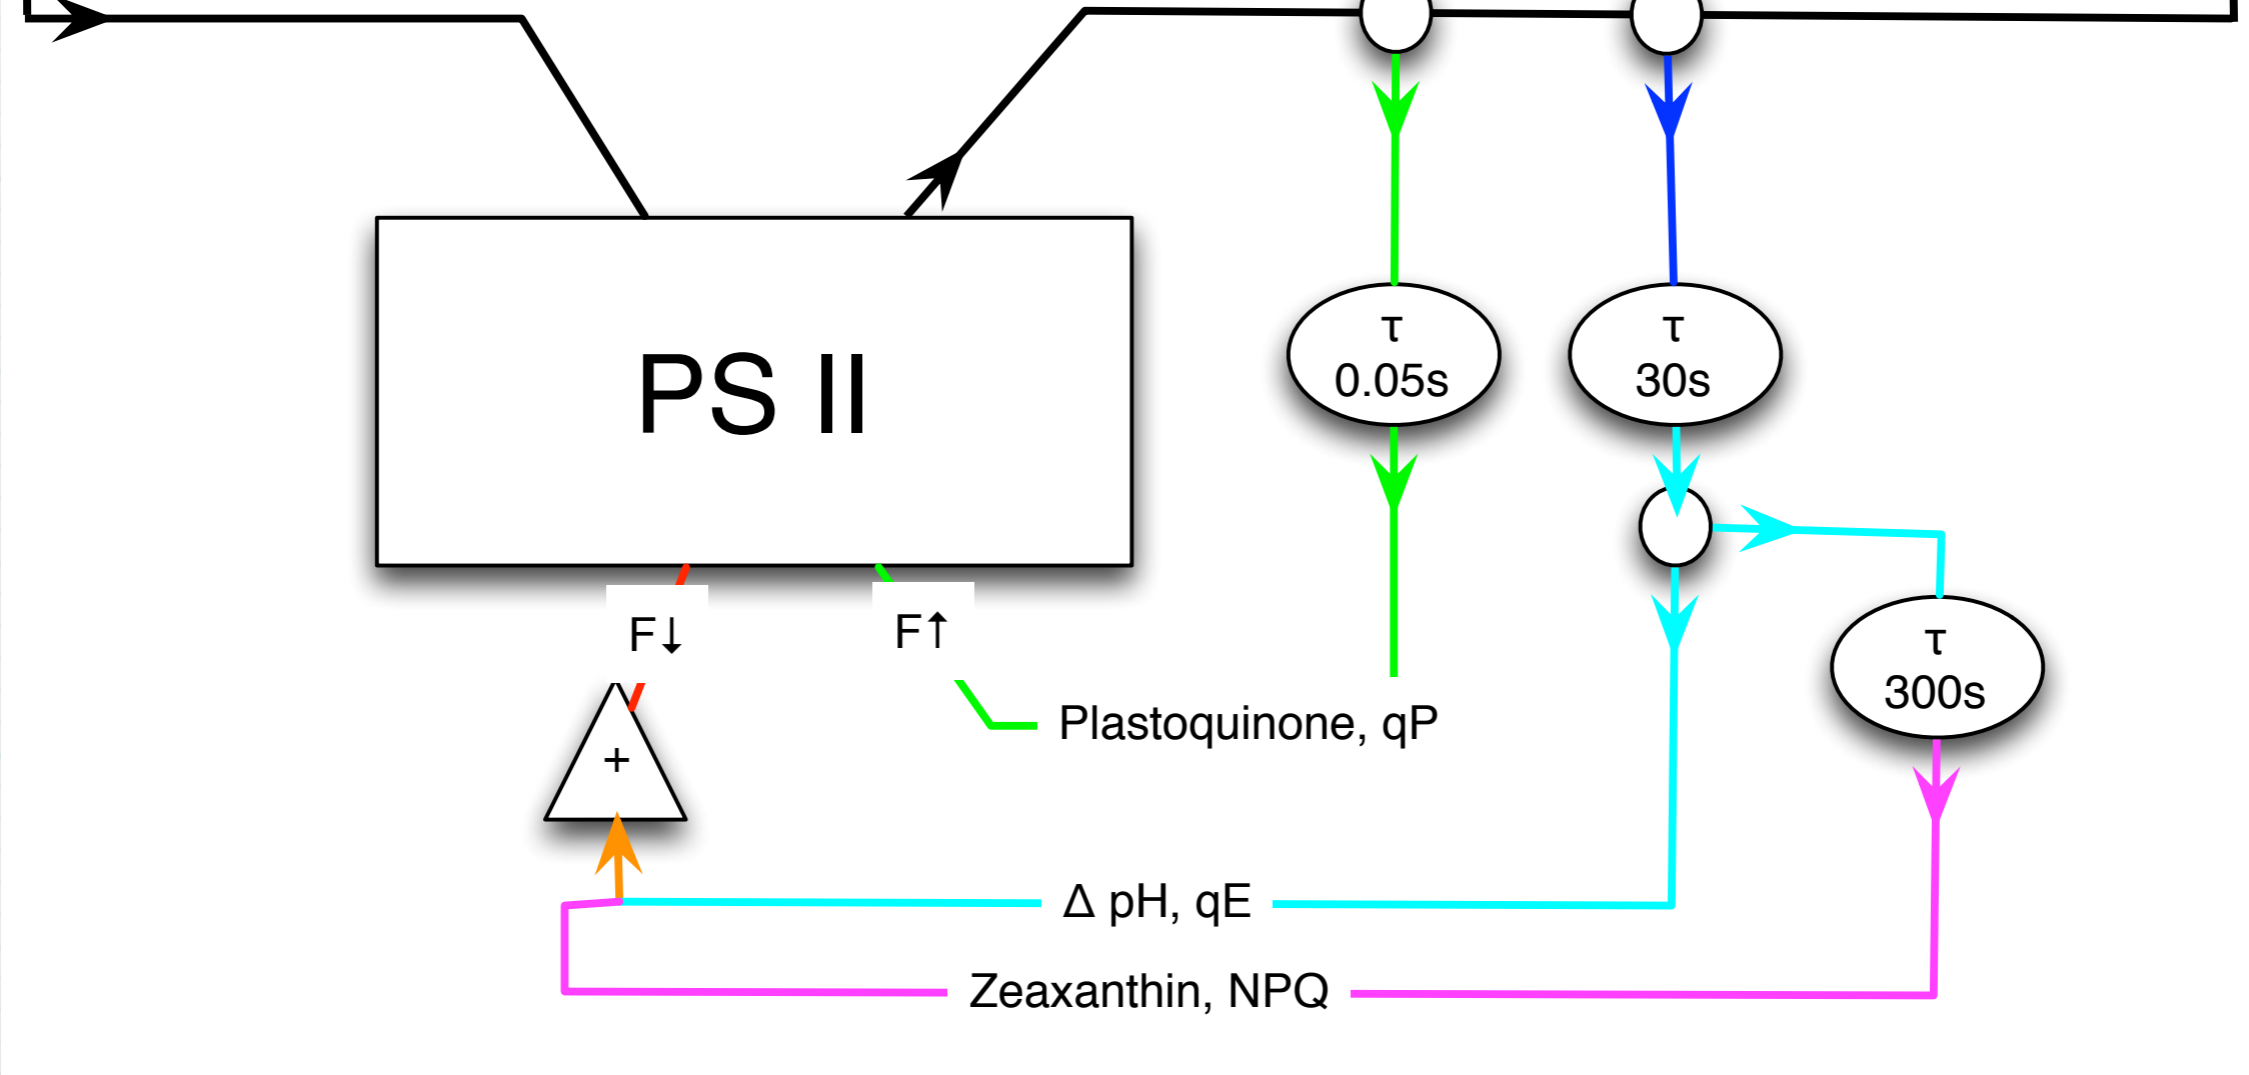 τ
0.05s
τ
30s
PS II
F↓
F↑
τ
300s
Plastoquinone, qP
+
Δ pH, qE
Zeaxanthin, NPQ